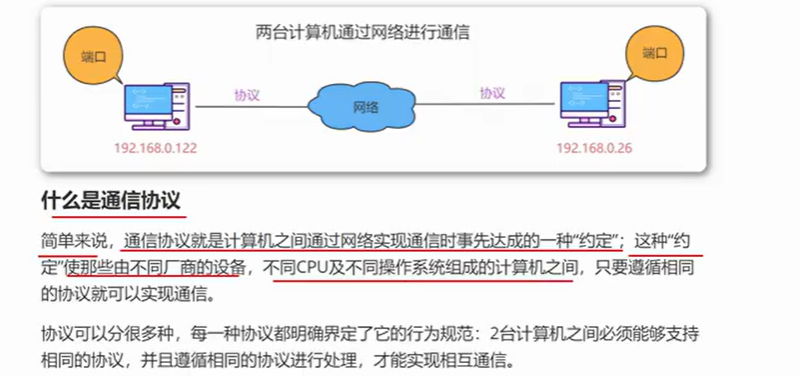 两台计算机通过网络进行通信
端口
端口
协议
网络
协议
192.168.0.122
192.168.0.26
什么是通信协议
简单来说，通信协议就是计算机之间通过网络实现通信时事先达成的一种“约定”；这种“约
定”使那些由不同厂商的设备，不同CPU及不同操作系统组成的计算机之间，只要遵循相同
的协议就可以实现通信。
协议可以分很多种，每一种协议都明确界定了它的行为规范：2台计算机之间必须能够支持
相同的协议，并且遵循相同的协议进行处理，才能实现相互通信。